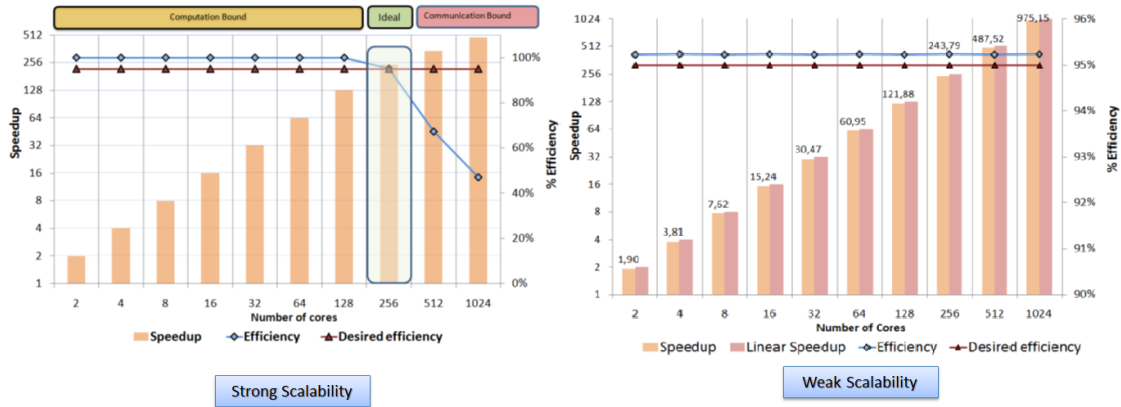 Computation Bound
Ideal
Communication Bound
512
256
128
64
32
16
8
4
2
1
Speedup
100%
80%
60%
40%
20%
0%
% Efficiency
2 4 8 16 32 64 128 256 512 1024
Number of cores
Speedup Efficiency Desired efficiency
Strong Scalability
1024
512
256
128
64
32
16
8
4
2
1
Speedup
1,90
3,81
7,62
15,24
30,47
60,95
121,88
243,79
487,52
975,15
96%
95%
94%
93%
92%
91%
90%
% Efficiency
2 4 8 16 32 64 128 256 512 1024
Number of Cores
Speedup Linear Speedup Efficiency Desired efficiency
Weak Scalability